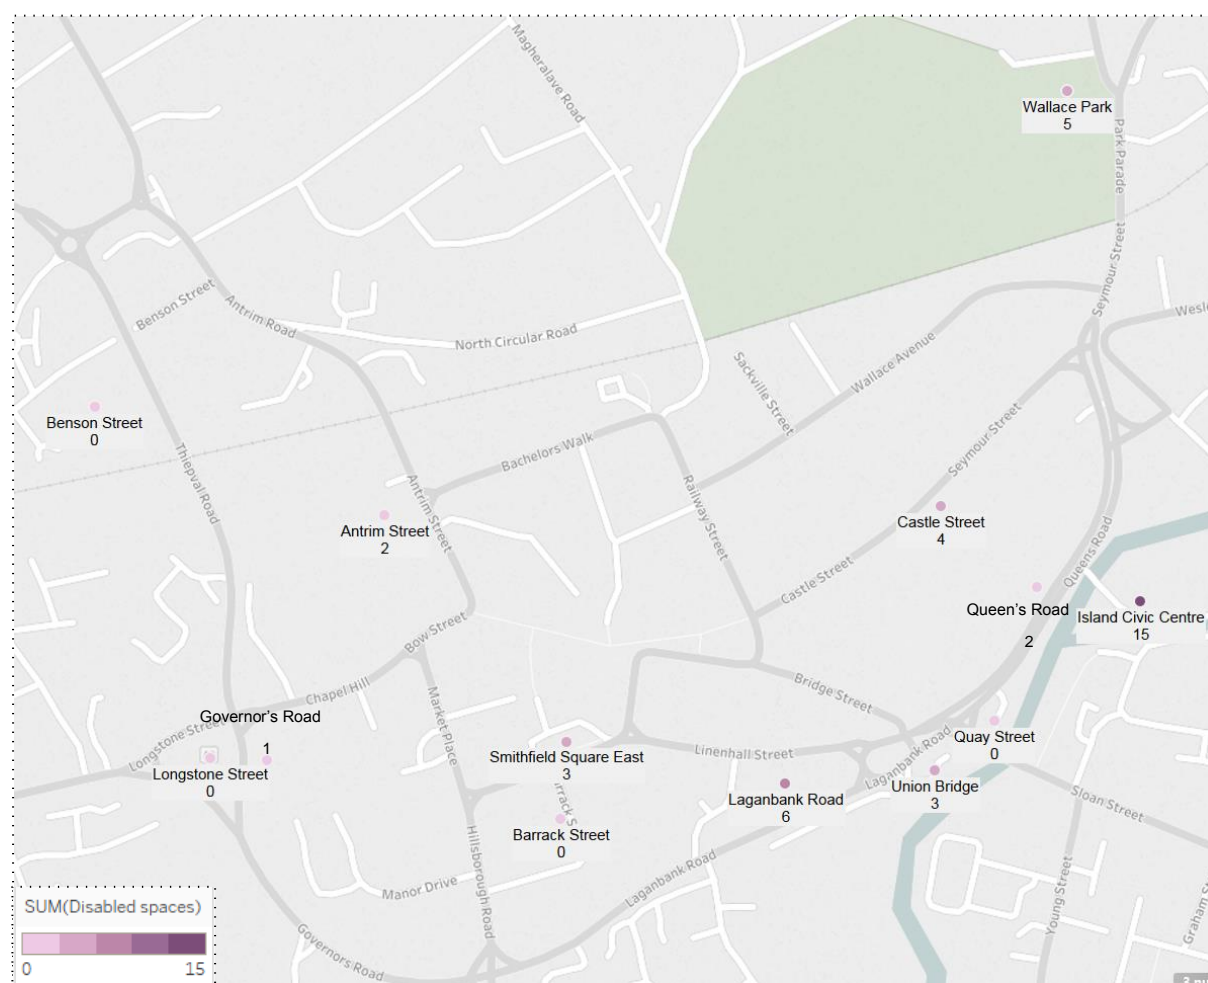 Magheralave Road
Wallace Park
5
Park Parade
Seymour Street
Benson Street
Antrim Road
North Circular Road
Sackville Street
Wallace Avenue
Benson Street
0
Thiepval Road
Bachelors Walk
Seymour Street
Antrim Street
Railway Street
Antrim Street
2
Castle Street
4
Queens Road
Castle Street
Queen's Road
2
Island Civic Centre
15
Bow Street
Chapel Hill
Bridge Street
Market Place
Governor's Road
1
Longstone Street
Longstone Street
0
Smithfield Square East
3
Linenhall Street
Laganbank Road
Quay Street
0
Laganbank Road
6
Union Bridge
3
Sloan Street
Barrack Street
0
Hillsborough Road
Manor Drive
Laganbank Road
Young Street
Governors Road
SUM(Disabled spaces)
0 15